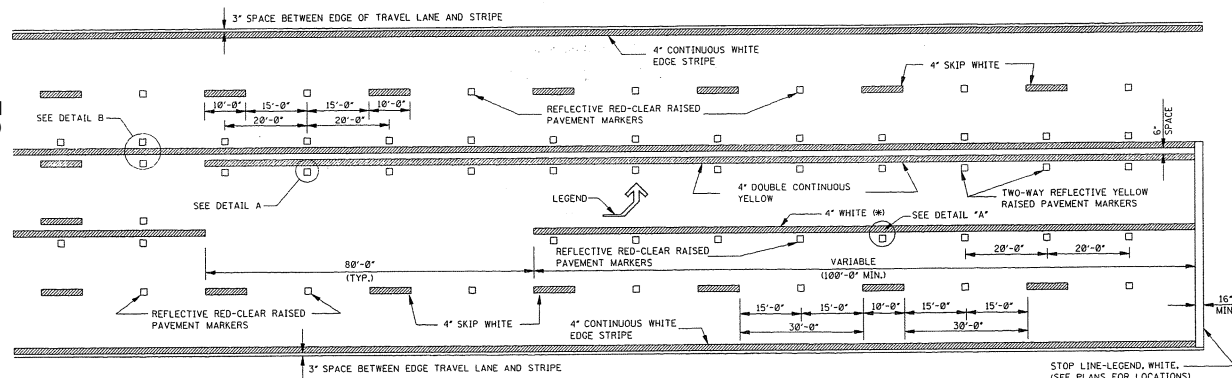 3" SPACE BETWEEN EDGE OF TRAVEL LANE AND STRIPE
4" CONTINUOUS WHITE
EDGE STRIPE
4" SKIP WHITE
10'-0" 15'-0" 15'-0" 10'-0"
20'-0" 20'-0"
REFLECTIVE RED-CLEAR RAISED
PAVEMENT MARKERS
SEE DETAIL B
6"
SPACE
SEE DETAIL A
LEGEND
4" DOUBLE CONTINUOUS
YELLOW
TWO-WAY REFLECTIVE YELLOW
RAISED PAVEMENT MARKERS
4" WHITE (*)
SEE DETAIL "A"
REFLECTIVE RED-CLEAR RAISED
PAVEMENT MARKERS
20'-0" 20'-0"
80'-0"
(TYP.)
VARIABLE
(100'-0" MIN.)
REFLECTIVE RED-CLEAR RAISED
PAVEMENT MARKERS
4" SKIP WHITE
4" CONTINUOUS WHITE
EDGE STRIPE
15'-0" 15'-0" 10'-0" 15'-0" 15'-0"
30'-0" 30'-0"
16"
MIN
3" SPACE BETWEEN EDGE TRAVEL LANE AND STRIPE
STOP LINE-LEGEND, WHITE,
(SEE PLANS FOR LOCATIONS)